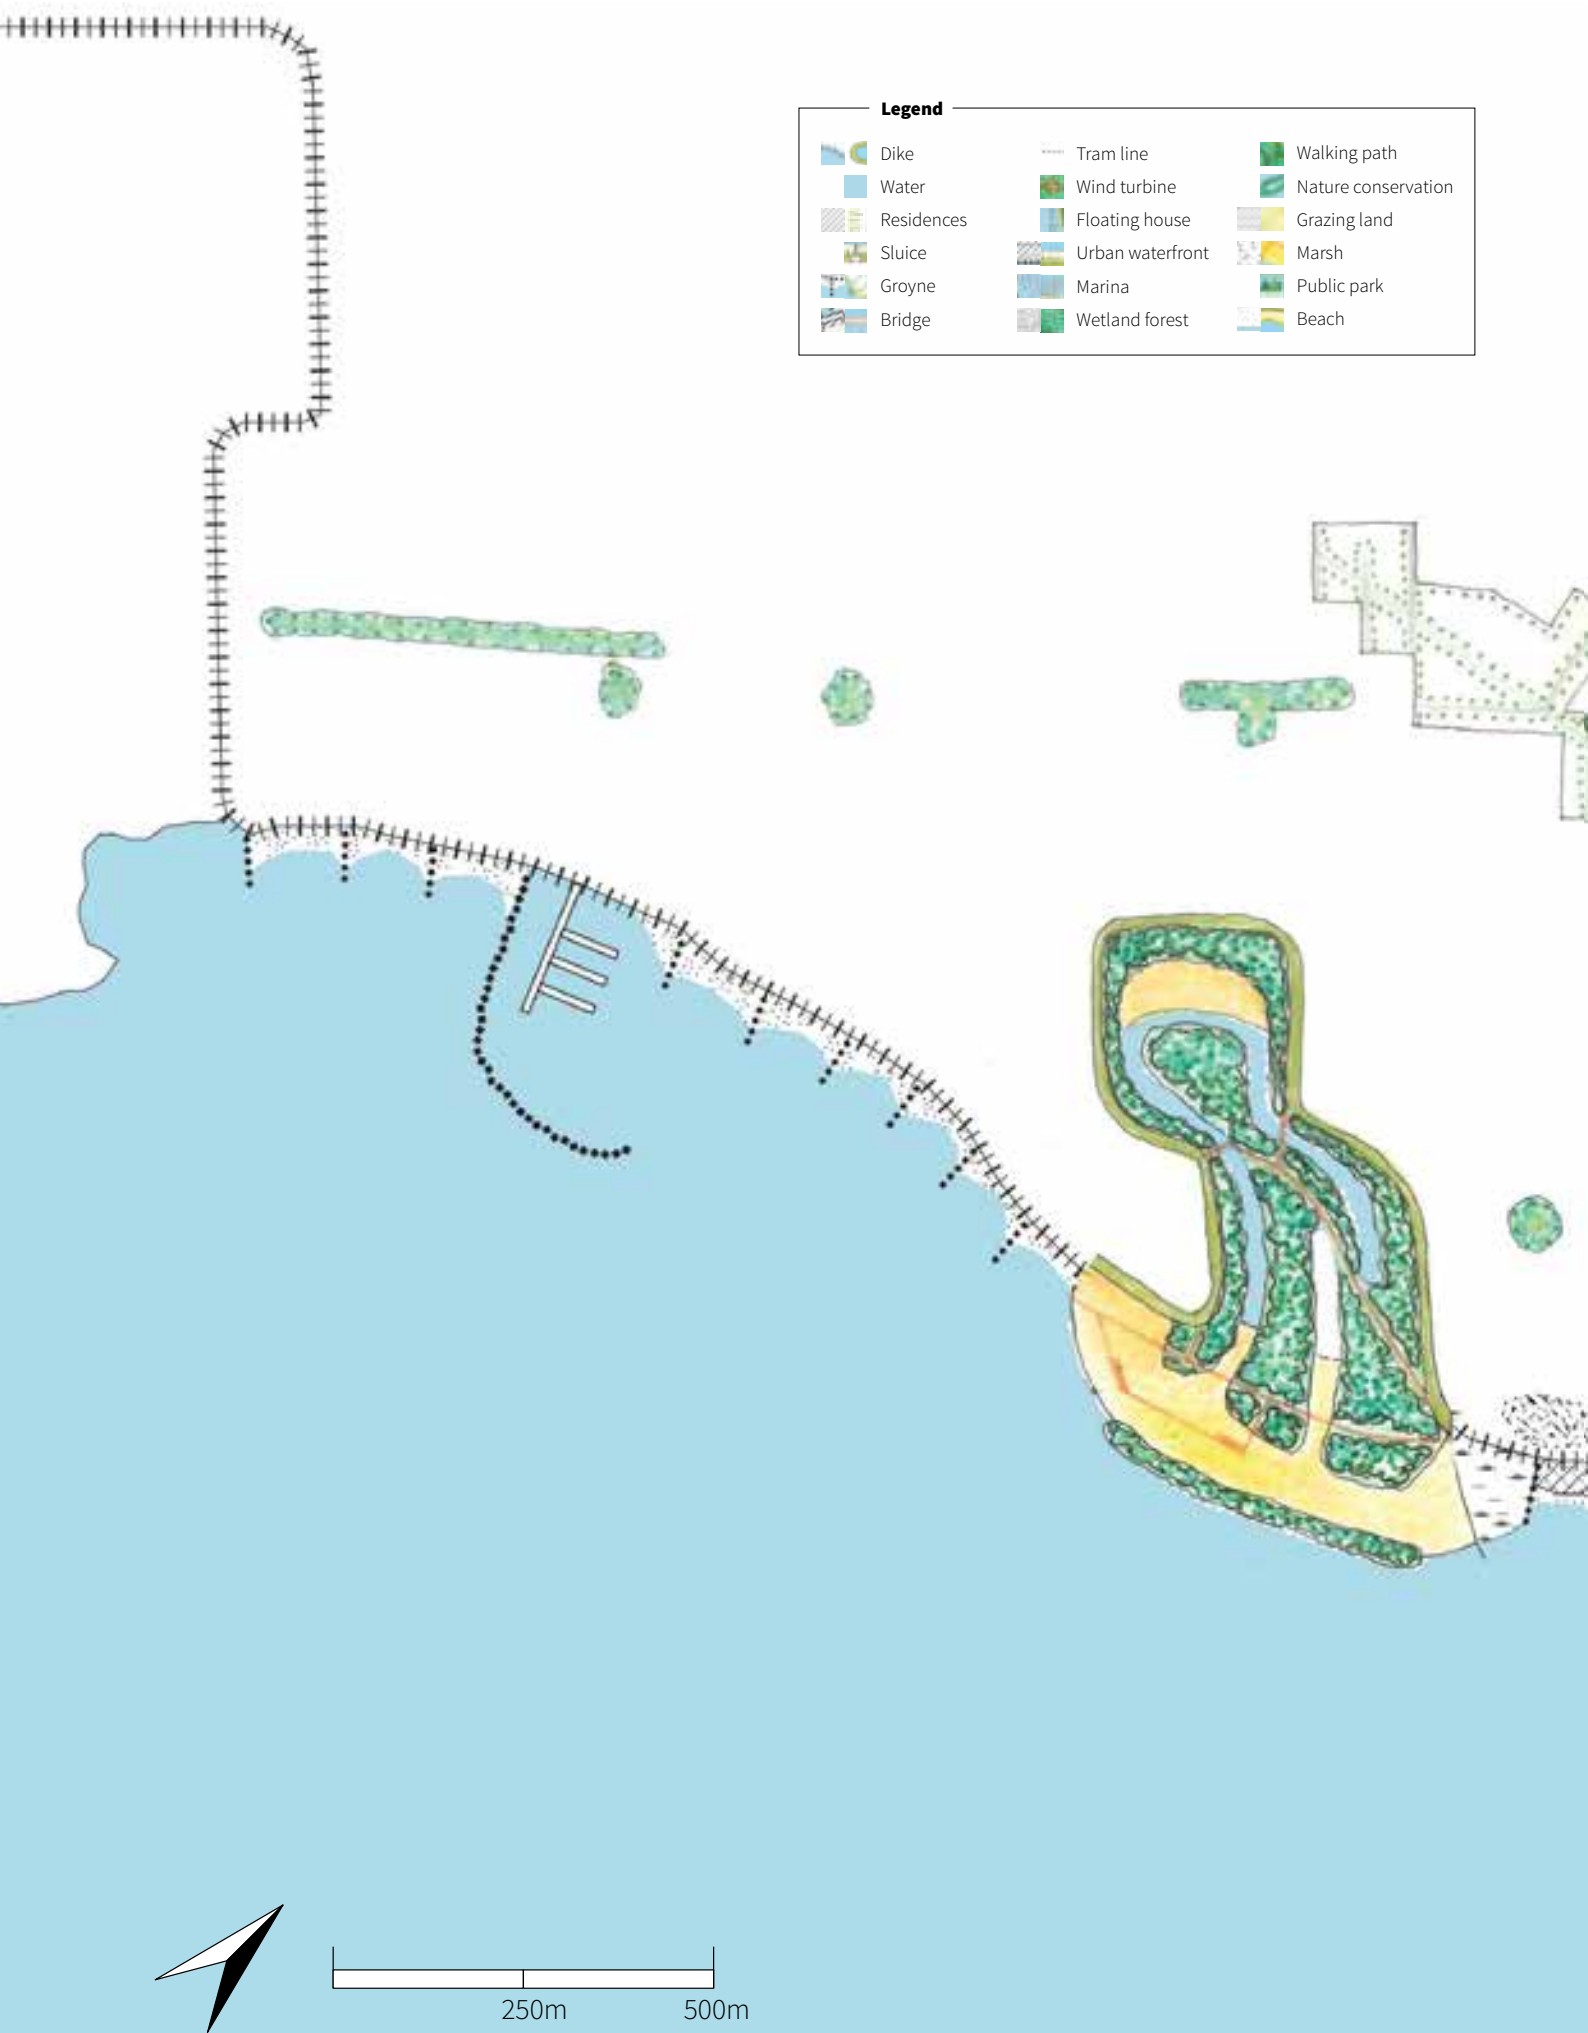 Legend
Dike
Water
Residences
Sluice
Groyne
Bridge
Tram line
Wind turbine
Floating house
Urban waterfront
Marina
Wetland forest
Walking path
Nature conservation
Grazing land
Marsh
Public park
Beach
250m 500m